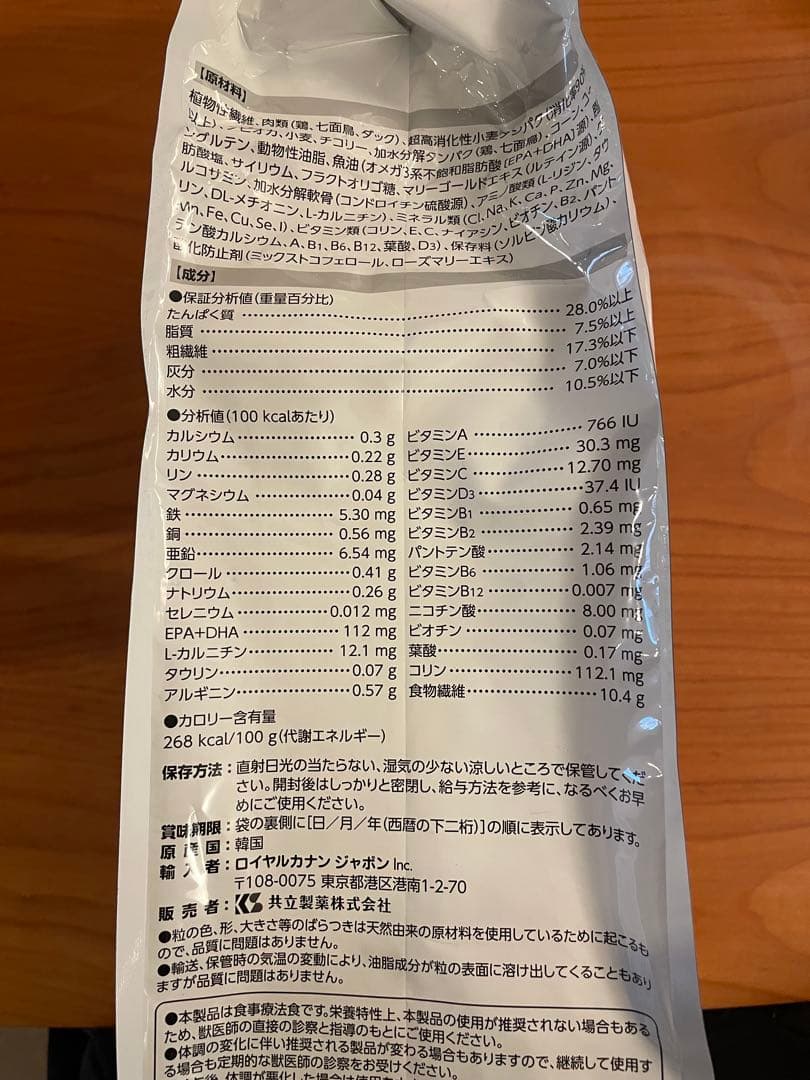 【原材料】
植物性繊維、肉類(鶏、七面鳥、ダック)、超高消化性小麦タンパク(消化率90%
以上)、タピオカ、小麦、チコリー、加水分解タンパク(鶏、七面鳥)、コーン、コー
ングルテン、動物性油脂、魚油(オメガ3系不飽和脂肪酸[EPA+DHA]源)、
肪酸塩、サイリウム、フラクトオリゴ糖、マリーゴールドエキス(ルテイン源)、
ルコサミン、加水分解軟骨(コンドロイチン硫酸源)、アミノ酸類(L-リジン、タウ
リン、DL-メチオニン、L-カルニチン)、ミネラル類(Cl、Na、K、Ca、P、Zn、Mg、
Mn、Fe、Cu、Se、I)、ビタミン類(コリン、E、C、ナイアシン、ビオチン、B2、パント
テン酸カルシウム、A、B1、B6、B12、葉酸、D3)、保存料(ソルビン酸カリウム)、
酸化防止剤(ミックストコフェロール、ローズマリーエキス)
【成分】
●保証分析値(重量百分比)
たんぱく質 28.0%以上
脂質 7.5%以上
粗繊維 17.3%以下
灰分 7.0%以下
水分 10.5%以下
●分析値(100 kcalあたり)
カルシウム 0.3 g ビタミンA 766 IU
カリウム 0.22 g ビタミンE 30.3 mg
リン 0.28 g ビタミンC 12.70 mg
マグネシウム 0.04 g ビタミンD3 37.4 IU
鉄 5.30 mg ビタミンB1 0.65 mg
銅 0.56 mg ビタミンB2 2.39 mg
亜鉛 6.54 mg パントテン酸 2.14 mg
クロール 0.41 g ビタミンB6 1.06 mg
ナトリウム 0.26 g ビタミンB12 0.007 mg
セレニウム 0.012 mg ニコチン酸 8.00 mg
EPA+DHA 112 mg ビオチン 0.07 mg
L-カルニチン 12.1 mg 葉酸 0.17 mg
タウリン 0.07 g コリン 112.1 mg
アルギニン 0.57 g 食物繊維 10.4 g
●カロリー含有量
268 kcal/100 g(代謝エネルギー)
保存方法:直射日光の当たらない、湿気の少ない涼しいところで保管してくだ
さい。開封後はしっかりと密閉し、給与方法を参考に、なるべくお早
めにご使用ください。
賞味期限:袋の裏側に[日/月/年(西暦の下二桁)]の順に表示してあります。
原産国:韓国
輸入者:ロイヤルカナン ジャポン Inc.
〒108-0075 東京都港区港南1-2-70
販売者:KS 共立製薬株式会社
●粒の色、形、大きさ等のばらつきは天然由来の原材料を使用しているために起こるも
ので、品質に問題はありません。
●輸送、保管時の気温の変動により、油脂成分が粒の表面に溶け出してくることもあり
ますが品質に問題はありません。
●本製品は食事療法食です。栄養特性上、本製品の使用が推奨されない場合もある
ため、獣医師の直接の診察と指導のもとにご使用ください。
●体調の変化に伴い推奨される製品が変わる場合もありますので、継続して使用す
る場合も定期的な獣医師の診察をお受けください。
体調が悪化した場合は使用を